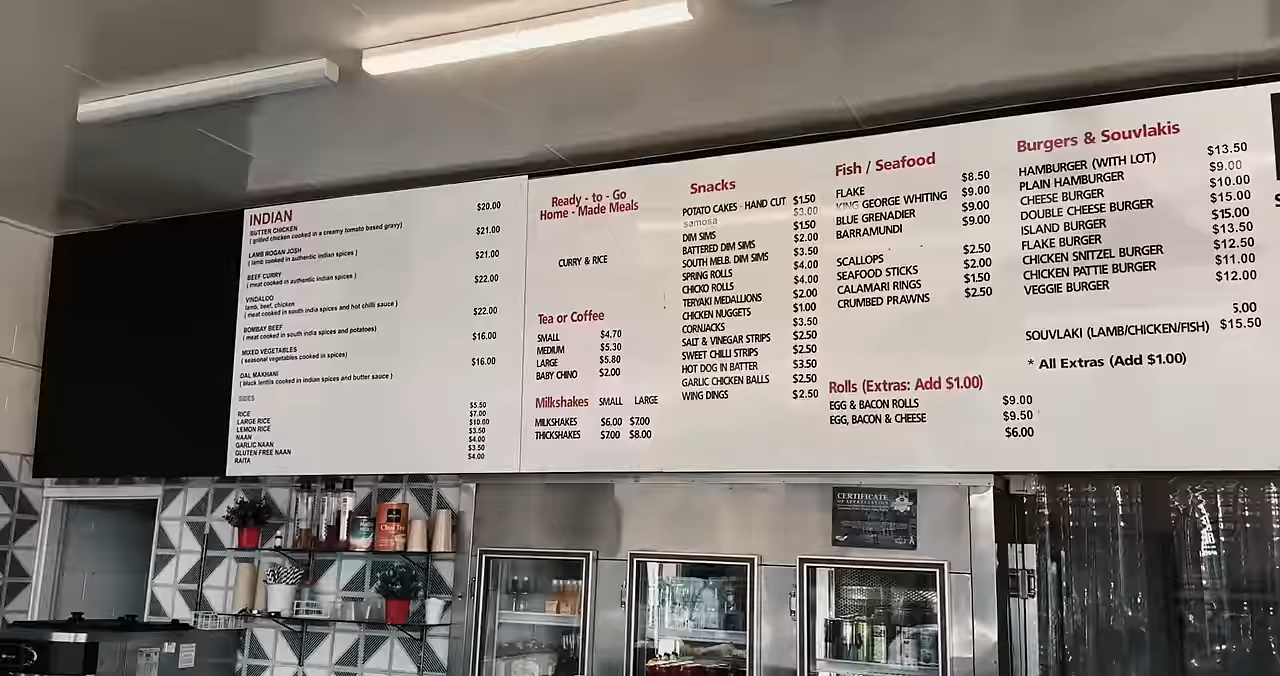 INDIAN
BUTTER CHICKEN $20.00
( grilled chicken cooked in a creamy tomato based gravy)
LAMB ROGAN JOSH $21.00
( lamb cooked in authentic indian spices )
BEEF CURRY $21.00
( meat cooked in authentic indian spices )
VINDALOO $22.00
lamb, beef, chicken
( meat cooked in south india spices and hot chilli sauce )
BOMBAY BEEF $22.00
( meat cooked in south india spices and potatoes)
MIXED VEGETABLES $16.00
( seasonal vegetables cooked in spices)
DAL MAKHANI $16.00
( black lentils cooked in indian spices and butter sauce )
SIDES
RICE $5.50
LARGE RICE $7.00
LEMON RICE $10.00
NAAN $3.50
GARLIC NAAN $4.00
GLUTEN FREE NAAN $3.50
RAITA $4.00
Ready - to - Go
Home - Made Meals
CURRY & RICE
Tea or Coffee
SMALL $4.70
MEDIUM $5.30
LARGE $5.80
BABY CHINO $2.00
Milkshakes SMALL LARGE
MILKSHAKES $6.00 $7.00
THICKSHAKES $7.00 $8.00
Snacks
POTATO CAKES - HAND CUT $1.50
samosa $3.00
DIM SIMS $1.50
BATTERED DIM SIMS $2.00
SOUTH MELB. DIM SIMS $3.50
SPRING ROLLS $4.00
CHICKO ROLLS $4.00
TERYAKI MEDALLIONS $2.00
CHICKEN NUGGETS $1.00
CORNJACKS $3.50
SALT & VINEGAR STRIPS $2.50
SWEET CHILLI STRIPS $2.50
HOT DOG IN BATTER $3.50
GARLIC CHICKEN BALLS $2.50
WING DINGS $2.50
Fish / Seafood
FLAKE $8.50
KING GEORGE WHITING $9.00
BLUE GRENADIER $9.00
BARRAMUNDI $9.00
SCALLOPS $2.50
SEAFOOD STICKS $2.00
CALAMARI RINGS $1.50
CRUMBED PRAWNS $2.50
Rolls (Extras: Add $1.00)
EGG & BACON ROLLS $9.00
EGG, BACON & CHEESE $9.50
$6.00
Burgers & Souvlakis
HAMBURGER (WITH LOT) $13.50
PLAIN HAMBURGER $9.00
CHEESE BURGER $10.00
DOUBLE CHEESE BURGER $15.00
ISLAND BURGER $15.00
FLAKE BURGER $13.50
CHICKEN SNITZEL BURGER $12.50
CHICKEN PATTIE BURGER $11.00
VEGGIE BURGER $12.00
5.00
SOUVLAKI (LAMB/CHICKEN/FISH) $15.50
* All Extras (Add $1.00)
CERTIFICATE
OF APPRECIATION
Chai Tea